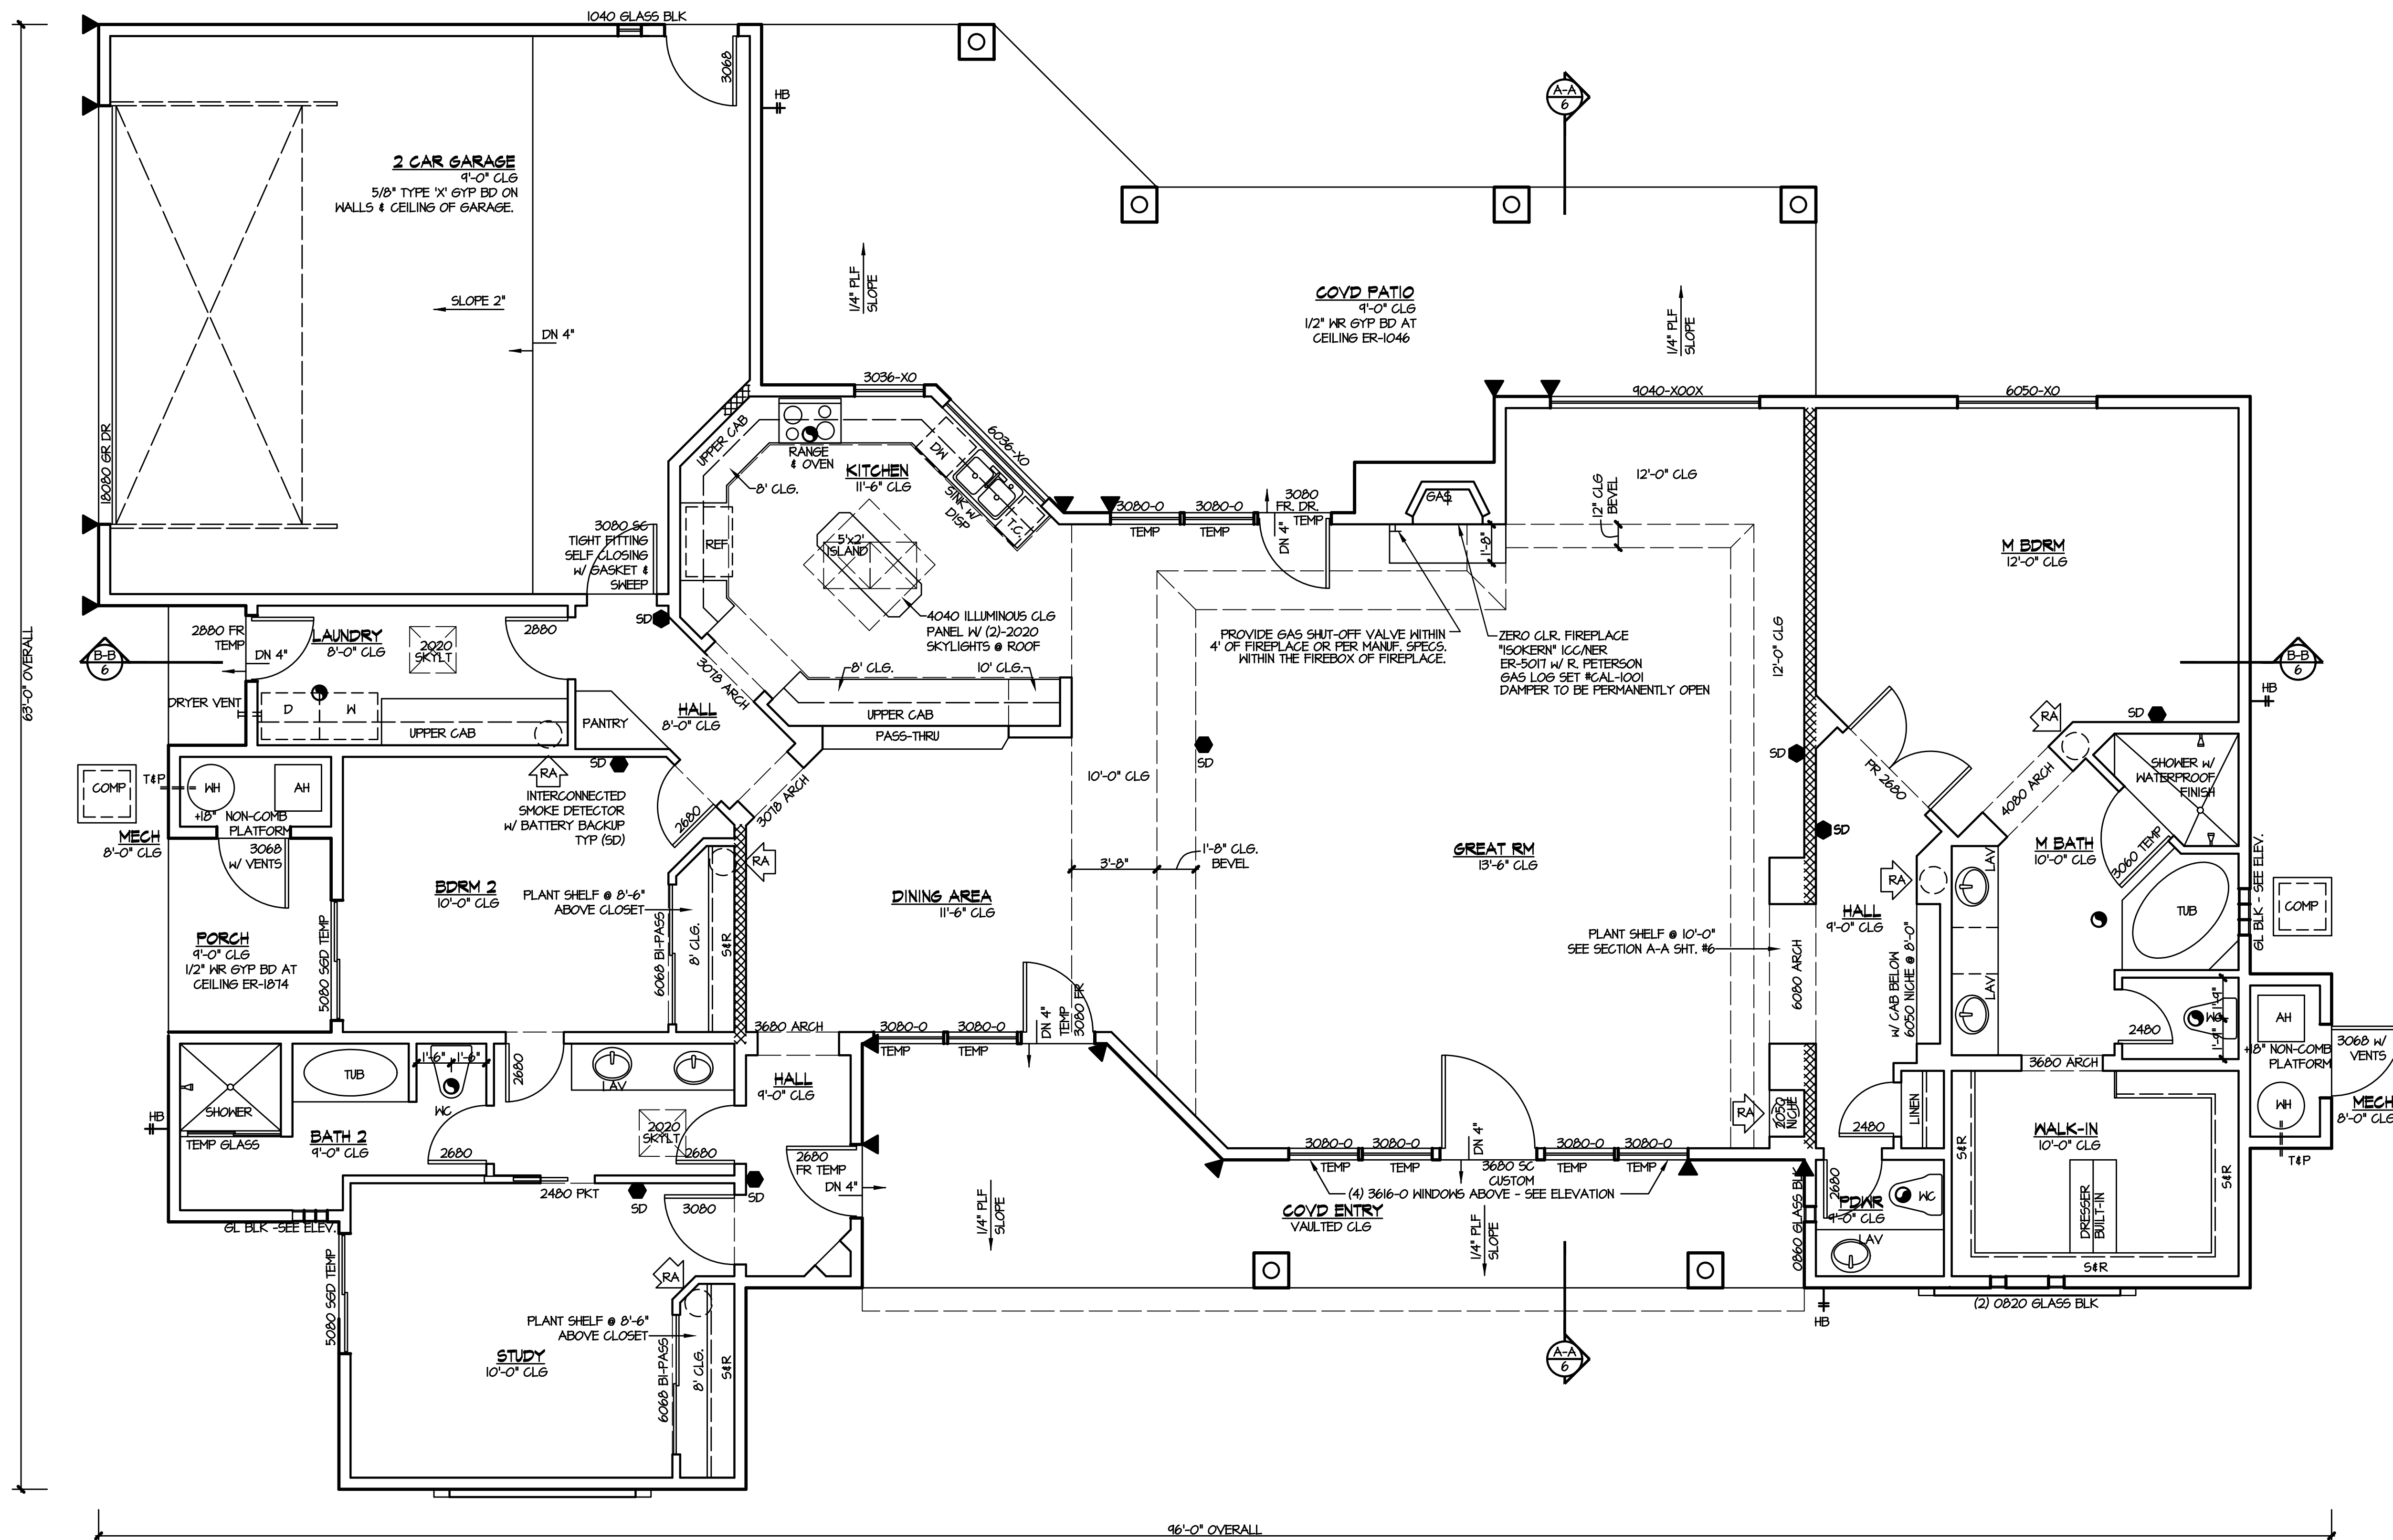 1040 GLASS BLK
3068
HB
A-A
6
2 CAR GARAGE
9'-0" CLG
5/8" TYPE 'X' GYP BD ON
WALLS & CEILING OF GARAGE.
SLOPE 2"
DN 4"
18080 GR DR
1/4" PLF
SLOPE
COVD PATIO
9'-0" CLG
1/2" WR GYP BD AT
CEILING ER-1046
1/4" PLF
SLOPE
3036-XO
9040-XOOX
6050-XO
UPPER CAB
RANGE
& OVEN
8' CLG.
KITCHEN
11'-6" CLG
DW
6036-XO
SINK W/
DISP
T.C.
REF
5'x2'
ISLAND
3080 SC
TIGHT FITTING
SELF CLOSING
W/ GASKET &
SWEEP
3080-0
TEMP
3080-0
TEMP
3080
FR. DR.
TEMP
DN 4"
GAS
1'-8"
12" CLG
BEVEL
12'-0" CLG
M BDRM
12'-0" CLG
4040 ILLUMINOUS CLG
PANEL W/ (2)-2020
SKYLIGHTS @ ROOF
PROVIDE GAS SHUT-OFF VALVE WITHIN
4' OF FIREPLACE OR PER MANUF. SPECS.
WITHIN THE FIREBOX OF FIREPLACE.
ZERO CLR. FIREPLACE
"ISOKERN" ICC/NER
ER-5017 W/ R. PETERSON
GAS LOG SET #CAL-1001
DAMPER TO BE PERMANENTLY OPEN
12'-0" CLG
63'-0" OVERALL
B-B
6
2880 FR
TEMP
DN 4"
LAUNDRY
8'-0" CLG
2020
SKYLT
2880
SD
3078 ARCH
8' CLG.
10' CLG.
UPPER CAB
PASS-THRU
HALL
8'-0" CLG
PANTRY
DRYER VENT
D
W
UPPER CAB
B-B
6
HB
RA
SD
COMP
T&P
WH
AH
+18" NON-COMB
PLATFORM
MECH
8'-0" CLG
3068
W/ VENTS
RA
SD
INTERCONNECTED
SMOKE DETECTOR
W/ BATTERY BACKUP
TYP (SD)
2680
3078 ARCH
RA
10'-0" CLG
SD
3'-8"
1'-8" CLG.
BEVEL
GREAT RM
13'-6" CLG
SD
SD
FR 2680
4080 ARCH
SHOWER W/
WATERPROOF
FINISH
M BATH
10'-0" CLG
3060 TEMP
LAV
LAV
RA
TUB
GL BLK - SEE ELEV.
COMP
BDRM 2
10'-0" CLG
PLANT SHELF @ 8'-6"
ABOVE CLOSET
6068 BI-PASS
8' CLG.
S&R
DINING AREA
11'-6" CLG
PORCH
9'-0" CLG
1/2" WR GYP BD AT
CEILING ER-1874
5080 SGD TEMP
PLANT SHELF @ 10'-0"
SEE SECTION A-A SHT. #6
6080 ARCH
HALL
9'-0" CLG
W/ CAB BELOW
6050 NICHE @ 8'-0"
WC
1'-9"
1'-9"
2480
AH
+18" NON-COMB
PLATFORM
3068 W/
VENTS
WH
MECH
8'-0" CLG
T&P
3680 ARCH
3680 ARCH
3080-0
TEMP
3080-0
TEMP
DN 4"
TEMP
3080 FR
TUB
1'-6"
1'-6"
WC
2680
LAV
SHOWER
HB
TEMP GLASS
BATH 2
9'-0" CLG
2680
2020
SKYLT
2680
HALL
9'-0" CLG
2680
FR TEMP
DN 4"
2480 PKT
SD
SD
GL BLK -SEE ELEV.
3080
RA
5080 SGD TEMP
PLANT SHELF @ 8'-6"
ABOVE CLOSET
STUDY
10'-0" CLG
6068 BI-PASS
8' CLG.
S&R
1/4" PLF
SLOPE
3080-0
TEMP
3080-0
TEMP
DN 4"
3680 SC
CUSTOM
3080-0
TEMP
3080-0
TEMP
(4) 3616-0 WINDOWS ABOVE - SEE ELEVATION
COVD ENTRY
VAULTED CLG
1/4" PLF
SLOPE
RA
2050
NICHE
0860 GLASS BLK
2480
LINEN
2680
PDWR
9'-0" CLG
WC
LAV
HB
WALK-IN
10'-0" CLG
S&R
S&R
S&R
DRESSER
BUILT-IN
(2) 0820 GLASS BLK
A-A
6
96'-0" OVERALL